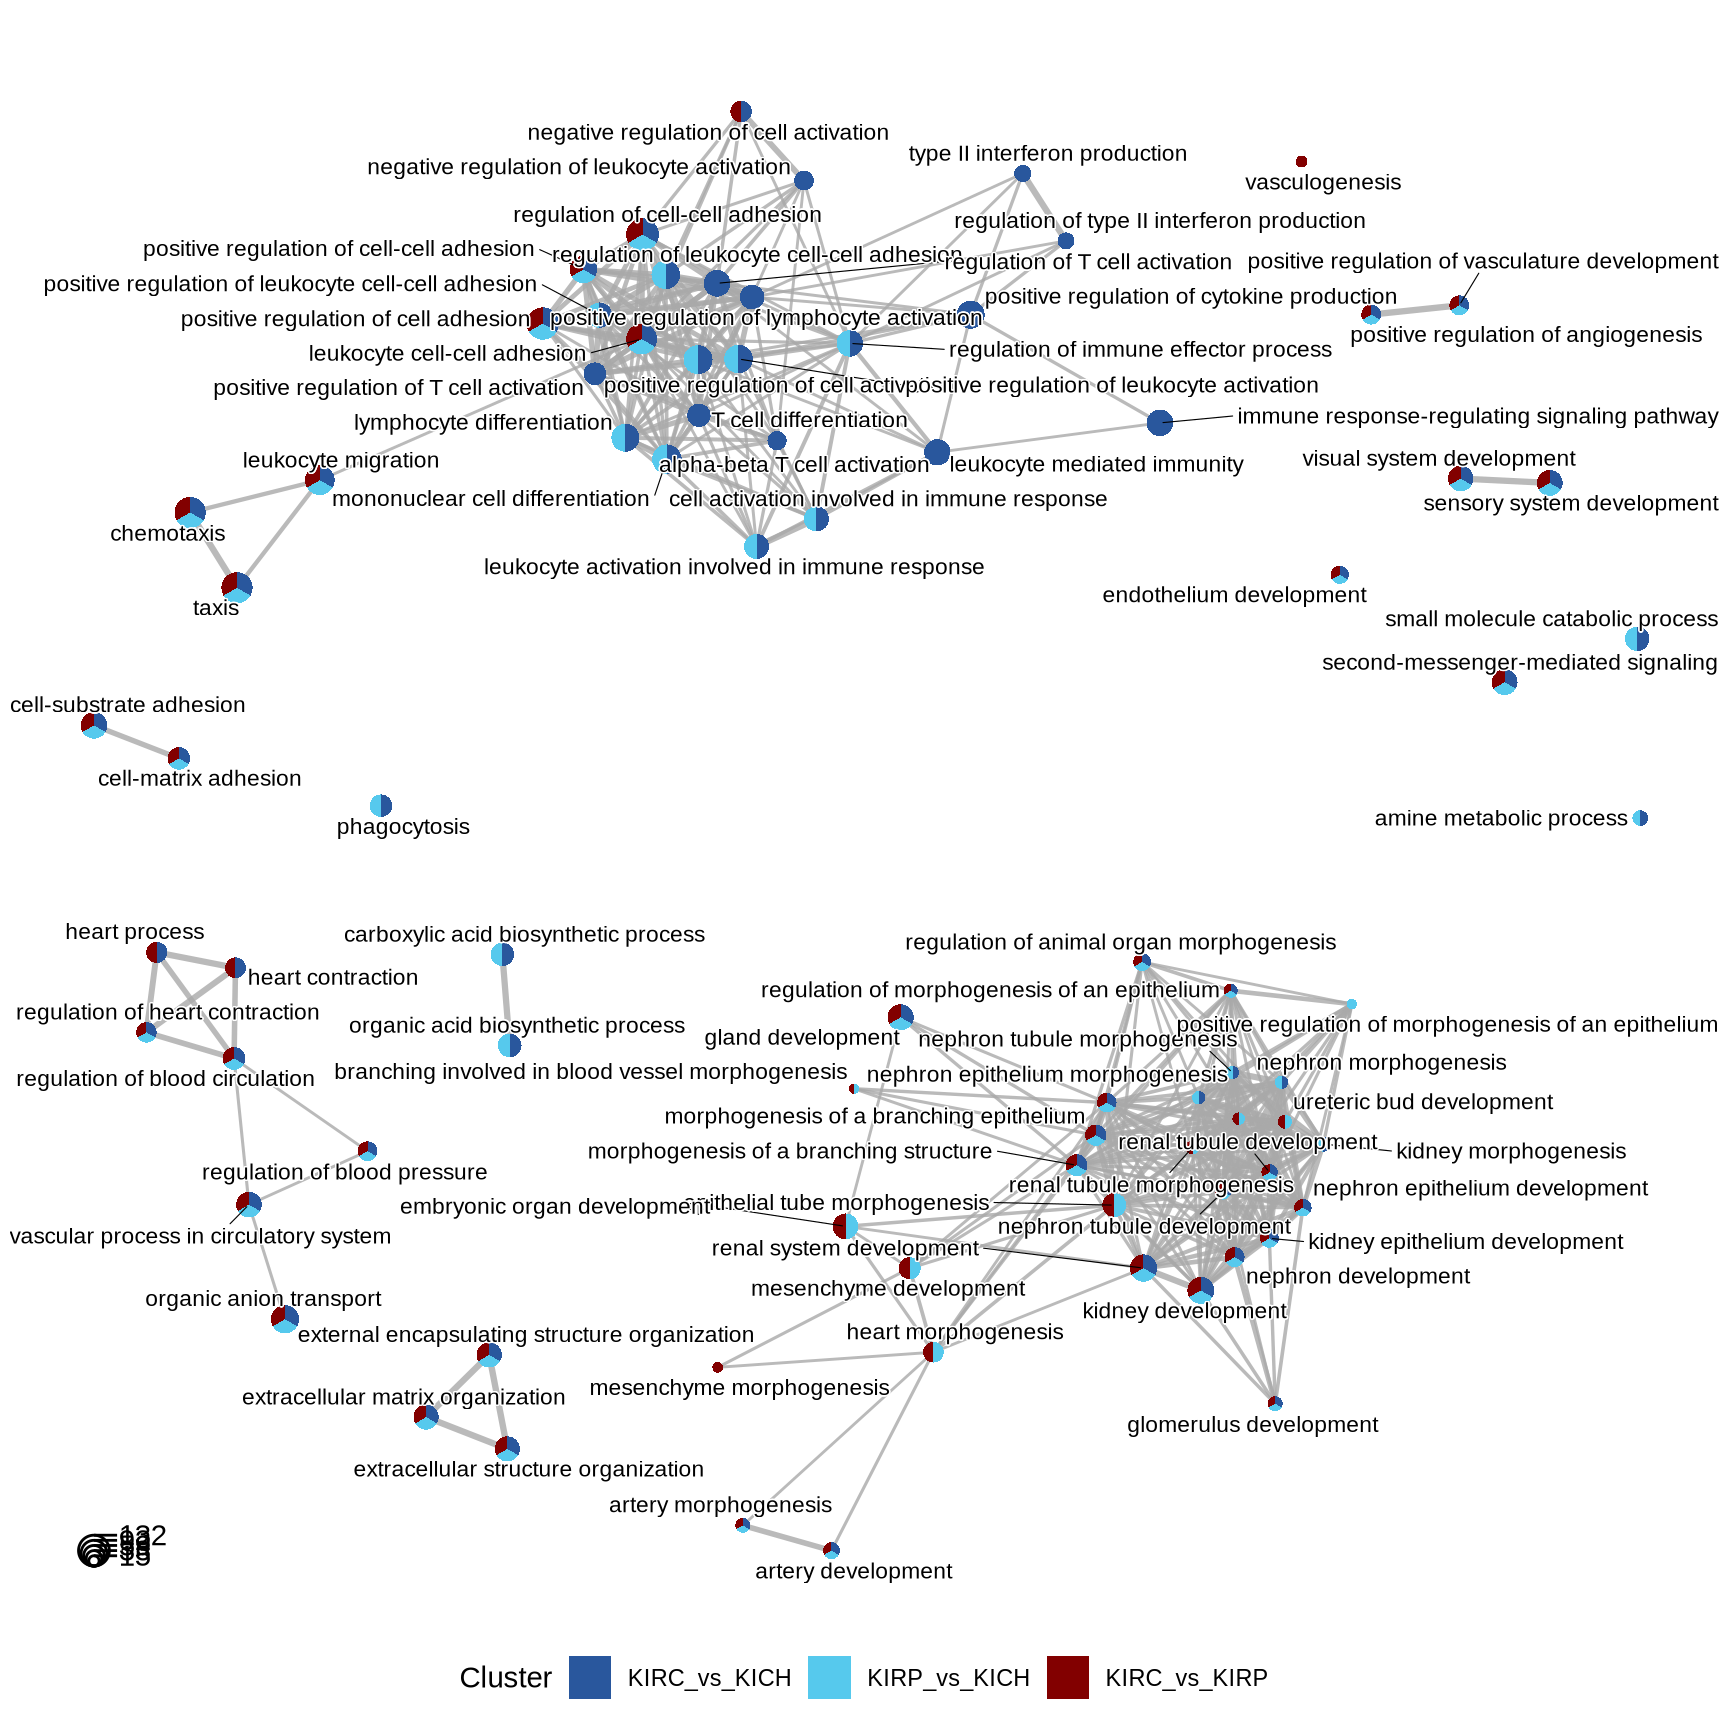 negative regulation of cell activation
type II interferon production
negative regulation of leukocyte activation
vasculogenesis
regulation of cell-cell adhesion
regulation of type II interferon production
positive regulation of cell-cell adhesion
regulation of leukocyte cell-cell adhesion
regulation of T cell activation
positive regulation of vasculature development
positive regulation of leukocyte cell-cell adhesion
positive regulation of cytokine production
positive regulation of cell adhesion
positive regulation of lymphocyte activation
positive regulation of angiogenesis
leukocyte cell-cell adhesion
regulation of immune effector process
positive regulation of T cell activation
positive regulation of cell activation
positive regulation of leukocyte activation
lymphocyte differentiation
T cell differentiation
immune response-regulating signaling pathway
leukocyte migration
alpha-beta T cell activation
leukocyte mediated immunity
visual system development
mononuclear cell differentiation
cell activation involved in immune response
sensory system development
chemotaxis
leukocyte activation involved in immune response
taxis
endothelium development
small molecule catabolic process
second-messenger-mediated signaling
cell-substrate adhesion
cell-matrix adhesion
phagocytosis
amine metabolic process
heart process
carboxylic acid biosynthetic process
regulation of animal organ morphogenesis
heart contraction
regulation of morphogenesis of an epithelium
regulation of heart contraction
organic acid biosynthetic process
gland development
nephron tubule morphogenesis
positive regulation of morphogenesis of an epithelium
regulation of blood circulation
branching involved in blood vessel morphogenesis
nephron epithelium morphogenesis
nephron morphogenesis
ureteric bud development
morphogenesis of a branching epithelium
renal tubule development
morphogenesis of a branching structure
kidney morphogenesis
regulation of blood pressure
renal tubule morphogenesis
nephron epithelium development
embryonic organ development
epithelial tube morphogenesis
vascular process in circulatory system
nephron tubule development
renal system development
kidney epithelium development
mesenchyme development
nephron development
organic anion transport
kidney development
external encapsulating structure organization
heart morphogenesis
extracellular matrix organization
mesenchyme morphogenesis
glomerulus development
extracellular structure organization
artery morphogenesis
132
13
artery development
Cluster
KIRC_vs_KICH
KIRP_vs_KICH
KIRC_vs_KIRP